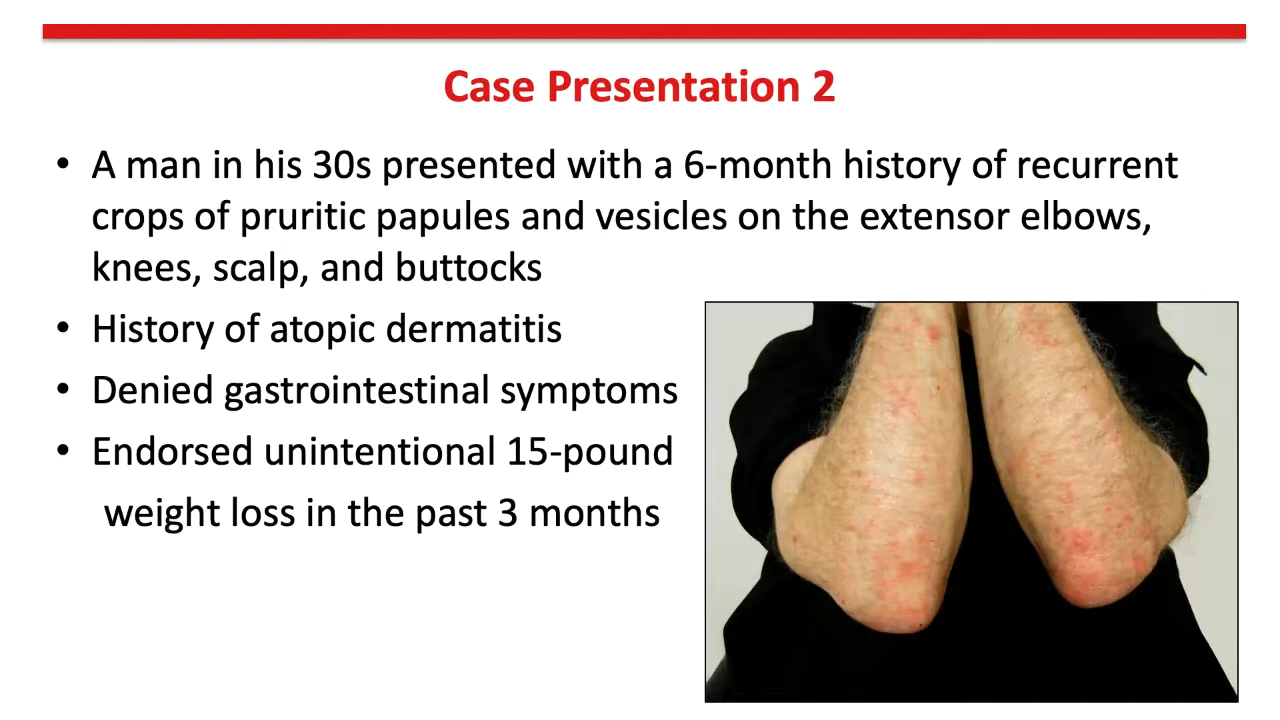 Case Presentation 2
• A man in his 30s presented with a 6-month history of recurrent
crops of pruritic papules and vesicles on the extensor elbows,
knees, scalp, and buttocks
• History of atopic dermatitis
• Denied gastrointestinal symptoms
• Endorsed unintentional 15-pound
weight loss in the past 3 months